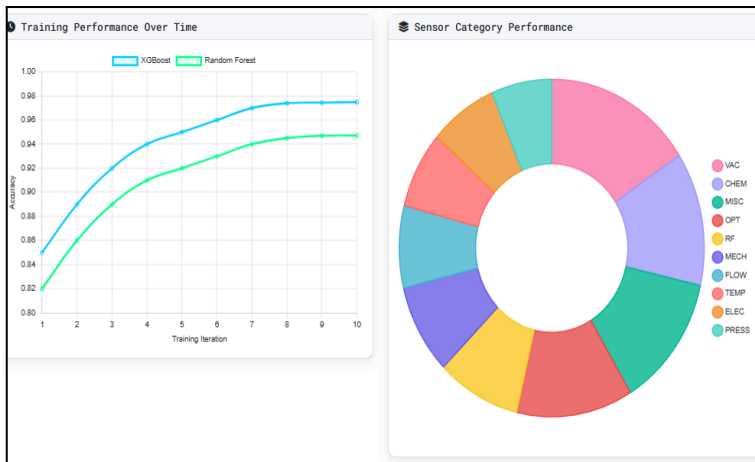 Training Performance Over Time
XGBoost
Random Forest
1.00
0.98
0.96
0.94
0.92
0.90
0.88
0.86
0.84
0.82
0.80
Accuracy
1 2 3 4 5 6 7 8 9 10
Training Iteration
Sensor Category Performance
VAC
CHEM
MISC
OPT
RF
MECH
FLOW
TEMP
ELEC
PRESS